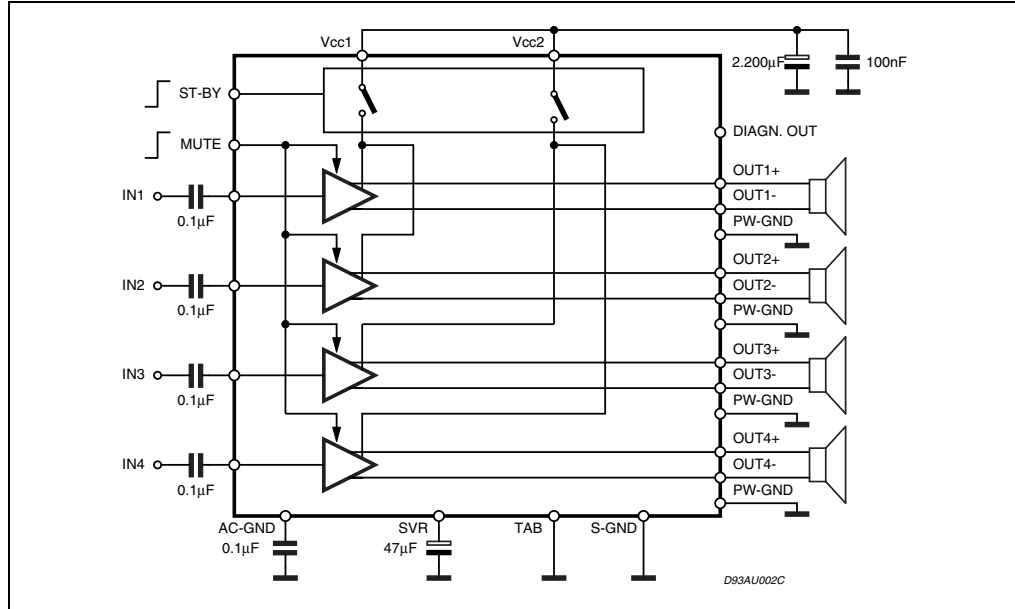 Vcc1
Vcc2
2.200µF
100nF
ST-BY
DIAGN. OUT
MUTE
OUT1+
IN1
OUT1-
0.1µF
PW-GND
OUT2+
IN2
OUT2-
0.1µF
PW-GND
OUT3+
IN3
OUT3-
0.1µF
PW-GND
OUT4+
IN4
OUT4-
0.1µF
PW-GND
AC-GND
SVR
TAB
S-GND
0.1µF
47µF
D93AU002C